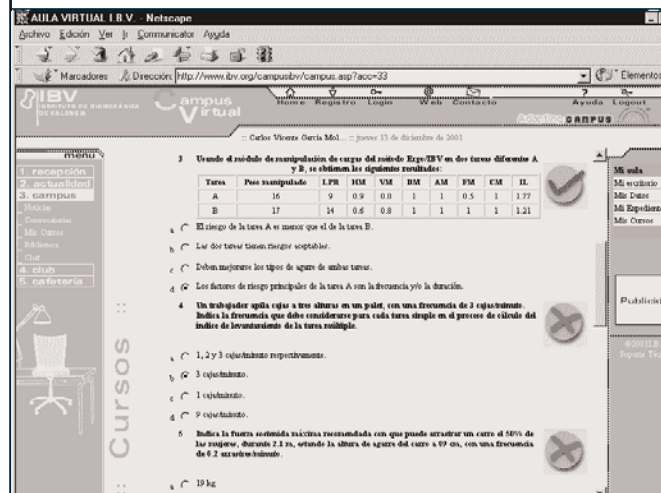 AULA VIRTUAL I.B.V. - Netscape
Archivo Edición Ver Ir Communicator Ayuda
Marcadores Dirección: http://www.ibv.org/campusibv/campus.asp?acc=33 Elementos
IBV
INSTITUTO DE BIOMECÁNICA
DE VALENCIA
Campus
Virtual
Home Registro Login Web Contacto Ayuda Logout
CAMPUS
:: Carlos Vicente García Mol... :: jueves 13 de diciembre de 2001
menu
1. recepción
2. actualidad
3. campus
Noticias
Convocatorias
Mis Cursos
Biblioteca
Chat
4. club
5. cafetería
:: Cursos ::
3 Usando el módulo de manipulación de cargas del método Ergo/IBV en dos tareas diferentes A
y B, se obtienen los siguientes resultados:
Tarea Peso manipulado LPR HM VM DM AM FM CM IL
A 16 9 0.9 0.8 1 1 0.5 1 1.77
B 17 14 0.6 0.8 1 1 1 1 1.21
a El riesgo de la tarea A es menor que el de la tarea B.
b Las dos tareas tienen riesgos aceptables.
c Deben mejorarse los tipos de agarre de ambas tareas.
d Los factores de riesgo principales de la tarea A son la frecuencia y/o la duración.
4 Un trabajador apila cajas a tres alturas en un palet, con una frecuencia de 3 cajas/minuto.
Indica la frecuencia que debe considerarse para cada tarea simple en el proceso de cálculo del
índice de levantamiento de la tarea múltiple.
a 1, 2 y 3 cajas/minuto respectivamente.
b 3 cajas/minuto.
c 1 caja/minuto.
d 9 cajas/minuto.
5 Indica la fuerza sostenida máxima recomendada con que puede arrastrar un carro el 50% de
las mujeres, durante 2.1 m, estando la altura de agarre del carro a 89 cm, con una frecuencia
de 0.2 arrastres/minuto.
a 19 kg
Mi aula
Mi escritorio
Mis Datos
Mi Expediente
Mis Cursos
Publicid
©2001 I.B
Soporte Téc